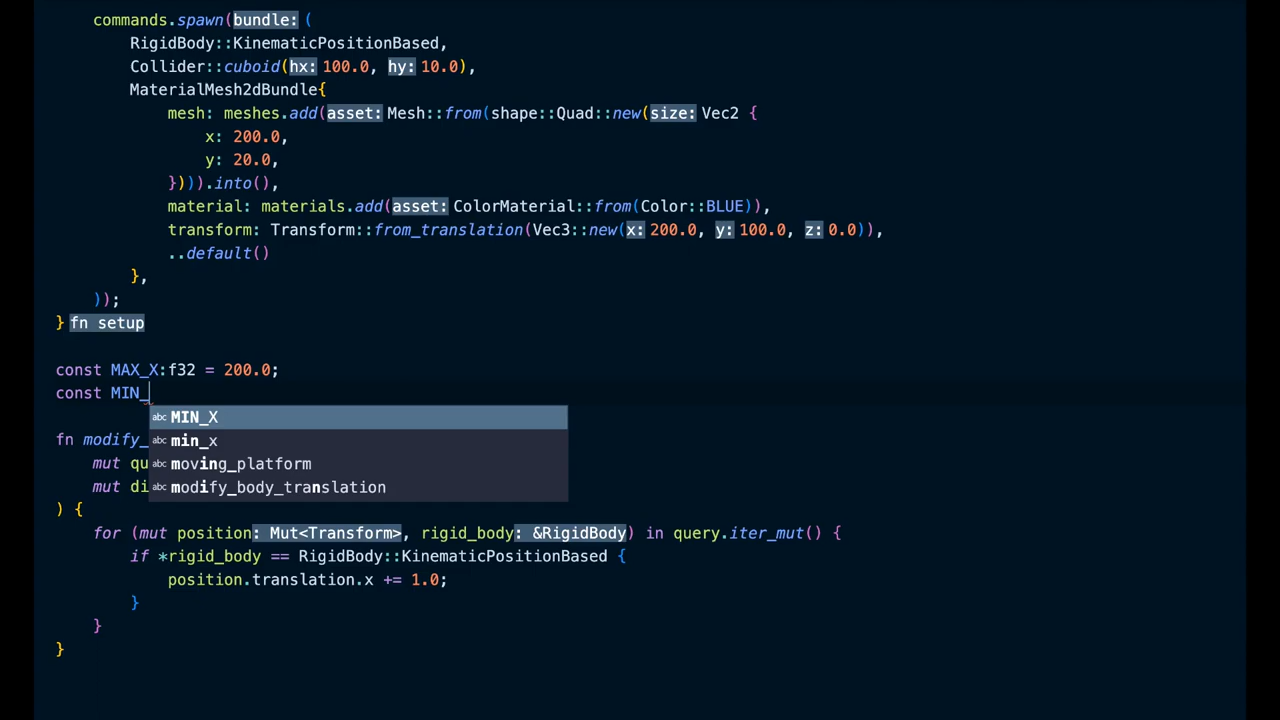 commands.spawn(bundle: (
RigidBody::KinematicPositionBased,
Collider::cuboid(hx: 100.0, hy: 10.0),
MaterialMesh2dBundle{
mesh: meshes.add(asset: Mesh::from(shape::Quad::new(size: Vec2 {
x: 200.0,
y: 20.0,
}))).into(),
material: materials.add(asset: ColorMaterial::from(Color::BLUE)),
transform: Transform::from_translation(Vec3::new(x: 200.0, y: 100.0, z: 0.0)),
..default()
},
));
} fn setup
const MAX_X:f32 = 200.0;
const MIN_
abc MIN_X
abc min_x
fn modify_
mut qu abc moving_platform
mut di abc modify_body_translation
) {
for (mut position: Mut<Transform>, rigid_body: &RigidBody) in query.iter_mut() {
if *rigid_body == RigidBody::KinematicPositionBased {
position.translation.x += 1.0;
}
}
}